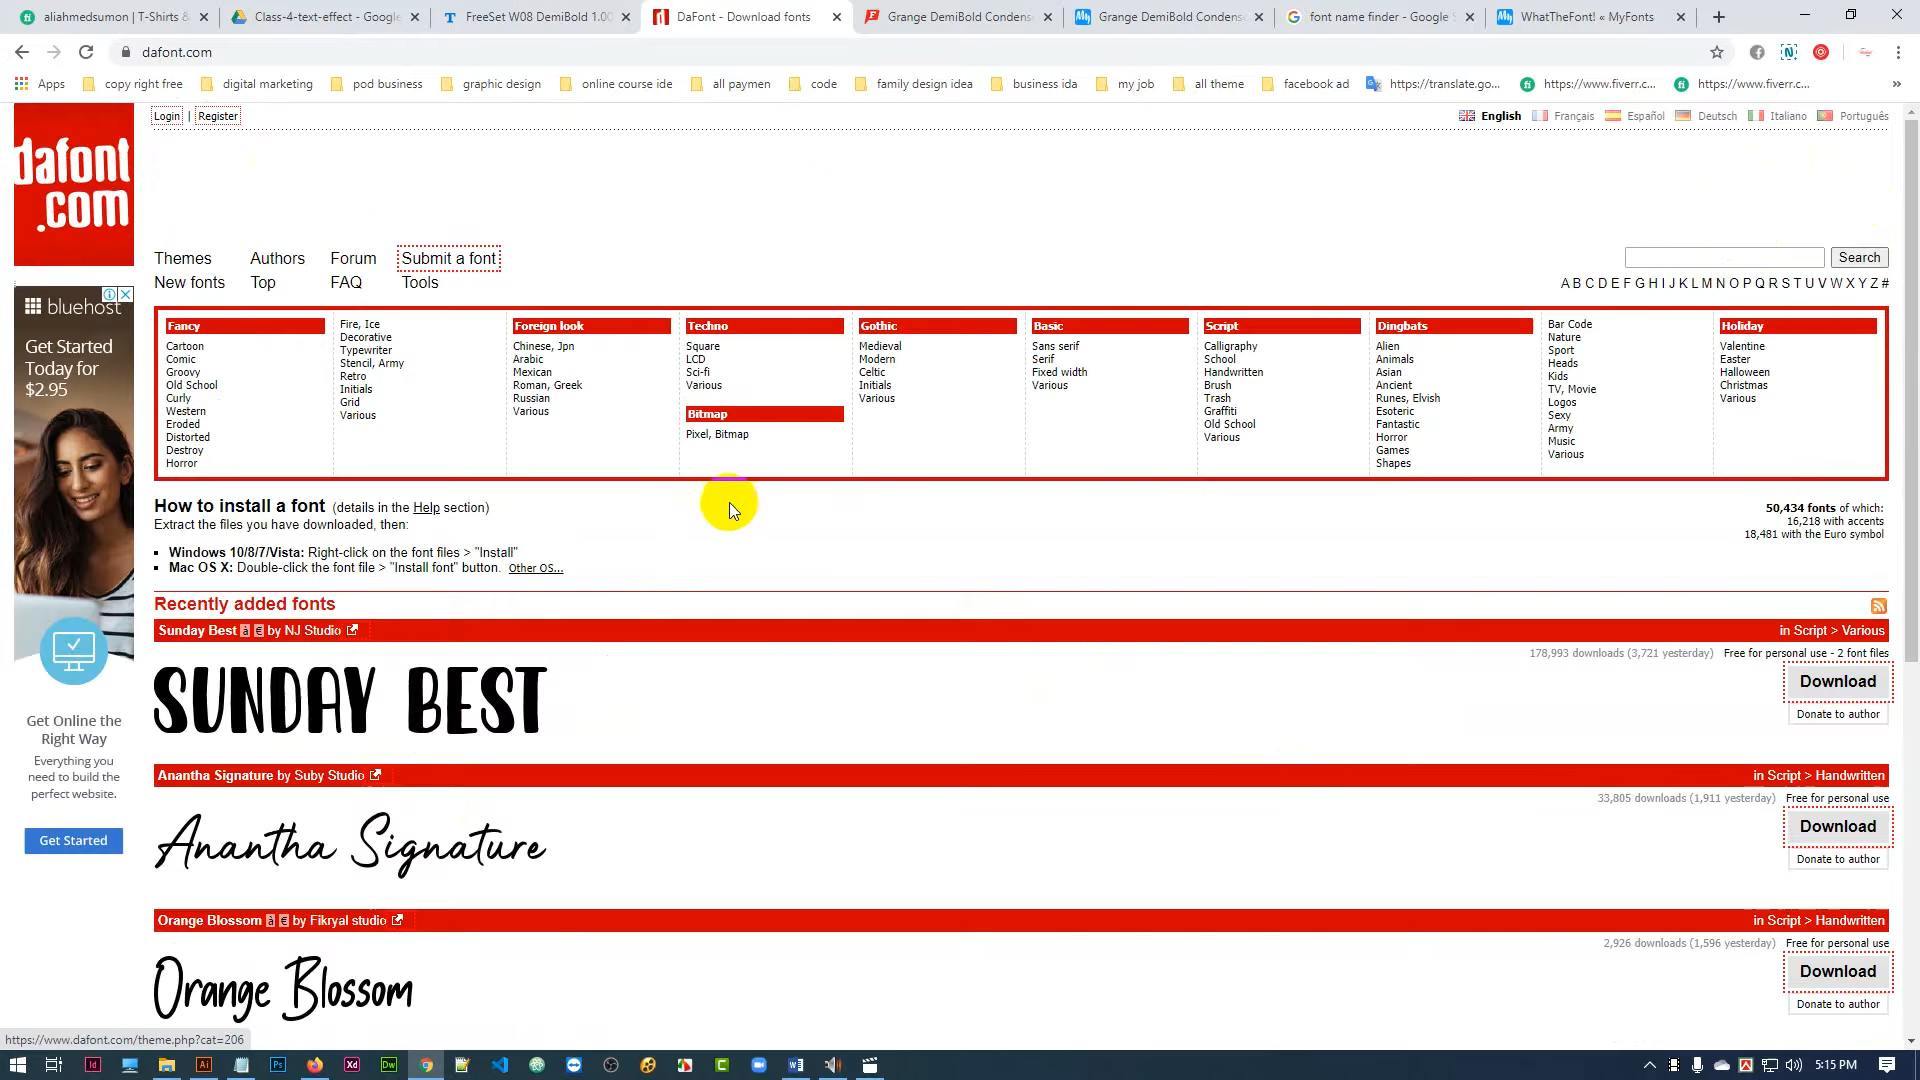 aliahmedsumon | T-Shirts &
Class-4-text-effect - Google
FreeSet W08 DemiBold 1.00
DaFont - Download fonts
Grange DemiBold Condens
Grange DemiBold Condens
font name finder - Google S
WhatTheFont! « MyFonts
dafont.com
Apps
copy right free
digital marketing
pod business
graphic design
online course ide
all paymen
code
family design idea
business ida
my job
all theme
facebook ad
https://translate.go...
https://www.fiverr.c...
https://www.fiverr.c...
dafont
.com
Login | Register
English
Français
Español
Deutsch
Italiano
Português
Themes
Authors
Forum
Submit a font
New fonts
Top
FAQ
Tools
Search
A B C D E F G H I J K L M N O P Q R S T U V W X Y Z #
Fancy
Cartoon
Comic
Groovy
Old School
Curly
Western
Eroded
Distorted
Destroy
Horror
Fire, Ice
Decorative
Typewriter
Stencil, Army
Retro
Initials
Grid
Various
Foreign look
Chinese, Jpn
Arabic
Mexican
Roman, Greek
Russian
Various
Techno
Square
LCD
Sci-fi
Various
Bitmap
Pixel, Bitmap
Gothic
Medieval
Modern
Celtic
Initials
Various
Basic
Sans serif
Serif
Fixed width
Various
Script
Calligraphy
School
Handwritten
Brush
Trash
Graffiti
Old School
Various
Dingbats
Alien
Animals
Asian
Ancient
Runes, Elvish
Esoteric
Fantastic
Horror
Games
Shapes
Bar Code
Nature
Sport
Heads
Kids
TV, Movie
Logos
Sexy
Army
Music
Various
Holiday
Valentine
Easter
Halloween
Christmas
Various
bluehost
Get Started
Today for
$2.95
Get Online the
Right Way
Everything you
need to build the
perfect website.
Get Started
How to install a font (details in the Help section)
Extract the files you have downloaded, then:
Windows 10/8/7/Vista: Right-click on the font files > "Install"
Mac OS X: Double-click the font file > "Install font" button. Other OS...
50,434 fonts of which:
16,218 with accents
18,481 with the Euro symbol
Recently added fonts
Sunday Best à € by NJ Studio
in Script > Various
178,993 downloads (3,721 yesterday) Free for personal use - 2 font files
SUNDAY BEST
Download
Donate to author
Anantha Signature by Suby Studio
in Script > Handwritten
33,805 downloads (1,911 yesterday) Free for personal use
Anantha Signature
Download
Donate to author
Orange Blossom à € by Fikryal studio
in Script > Handwritten
2,926 downloads (1,596 yesterday) Free for personal use
Orange Blossom
Download
Donate to author
https://www.dafont.com/theme.php?cat=206
5:15 PM